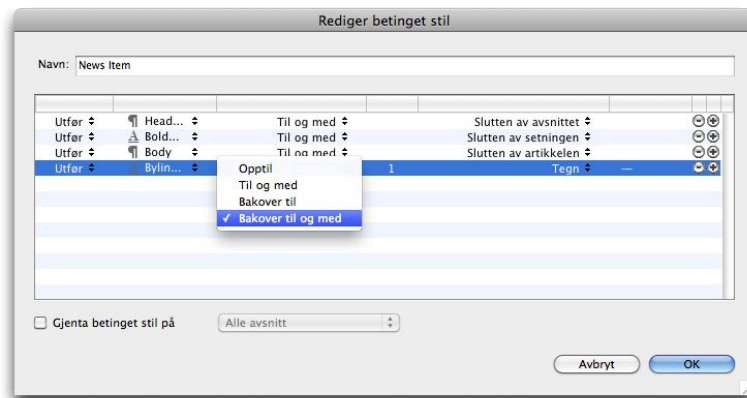 Rediger betinget stil
Navn: News Item
Utfør ¶ Head... Til og med Slutten av avsnittet
Utfør A Bold... Til og med Slutten av setningen
Utfør ¶ Body Til og med Slutten av artikkelen
Utfør A Bylin... 1 Tegn —
Opptil
Til og med
Bakover til
✓ Bakover til og med
Gjenta betinget stil på Alle avsnitt
Avbryt OK